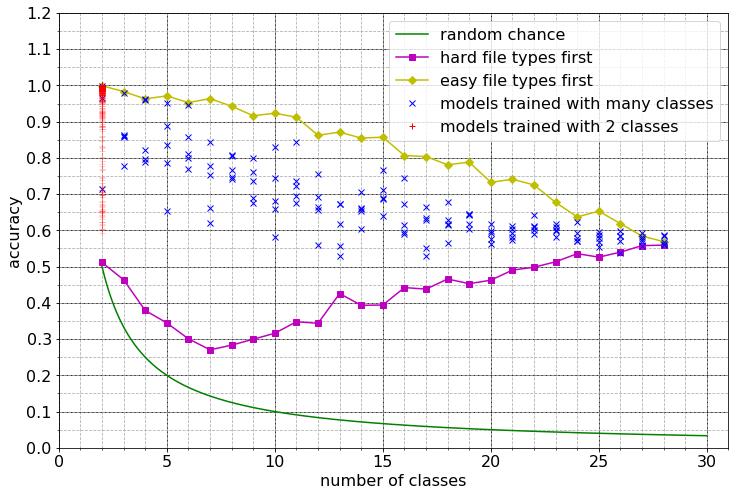 1.2
1.1
1.0
0.9
0.8
0.7
0.6
0.5
0.4
0.3
0.2
0.1
0.0
accuracy
random chance
hard file types first
easy file types first
models trained with many classes
models trained with 2 classes
0 5 10 15 20 25 30
number of classes